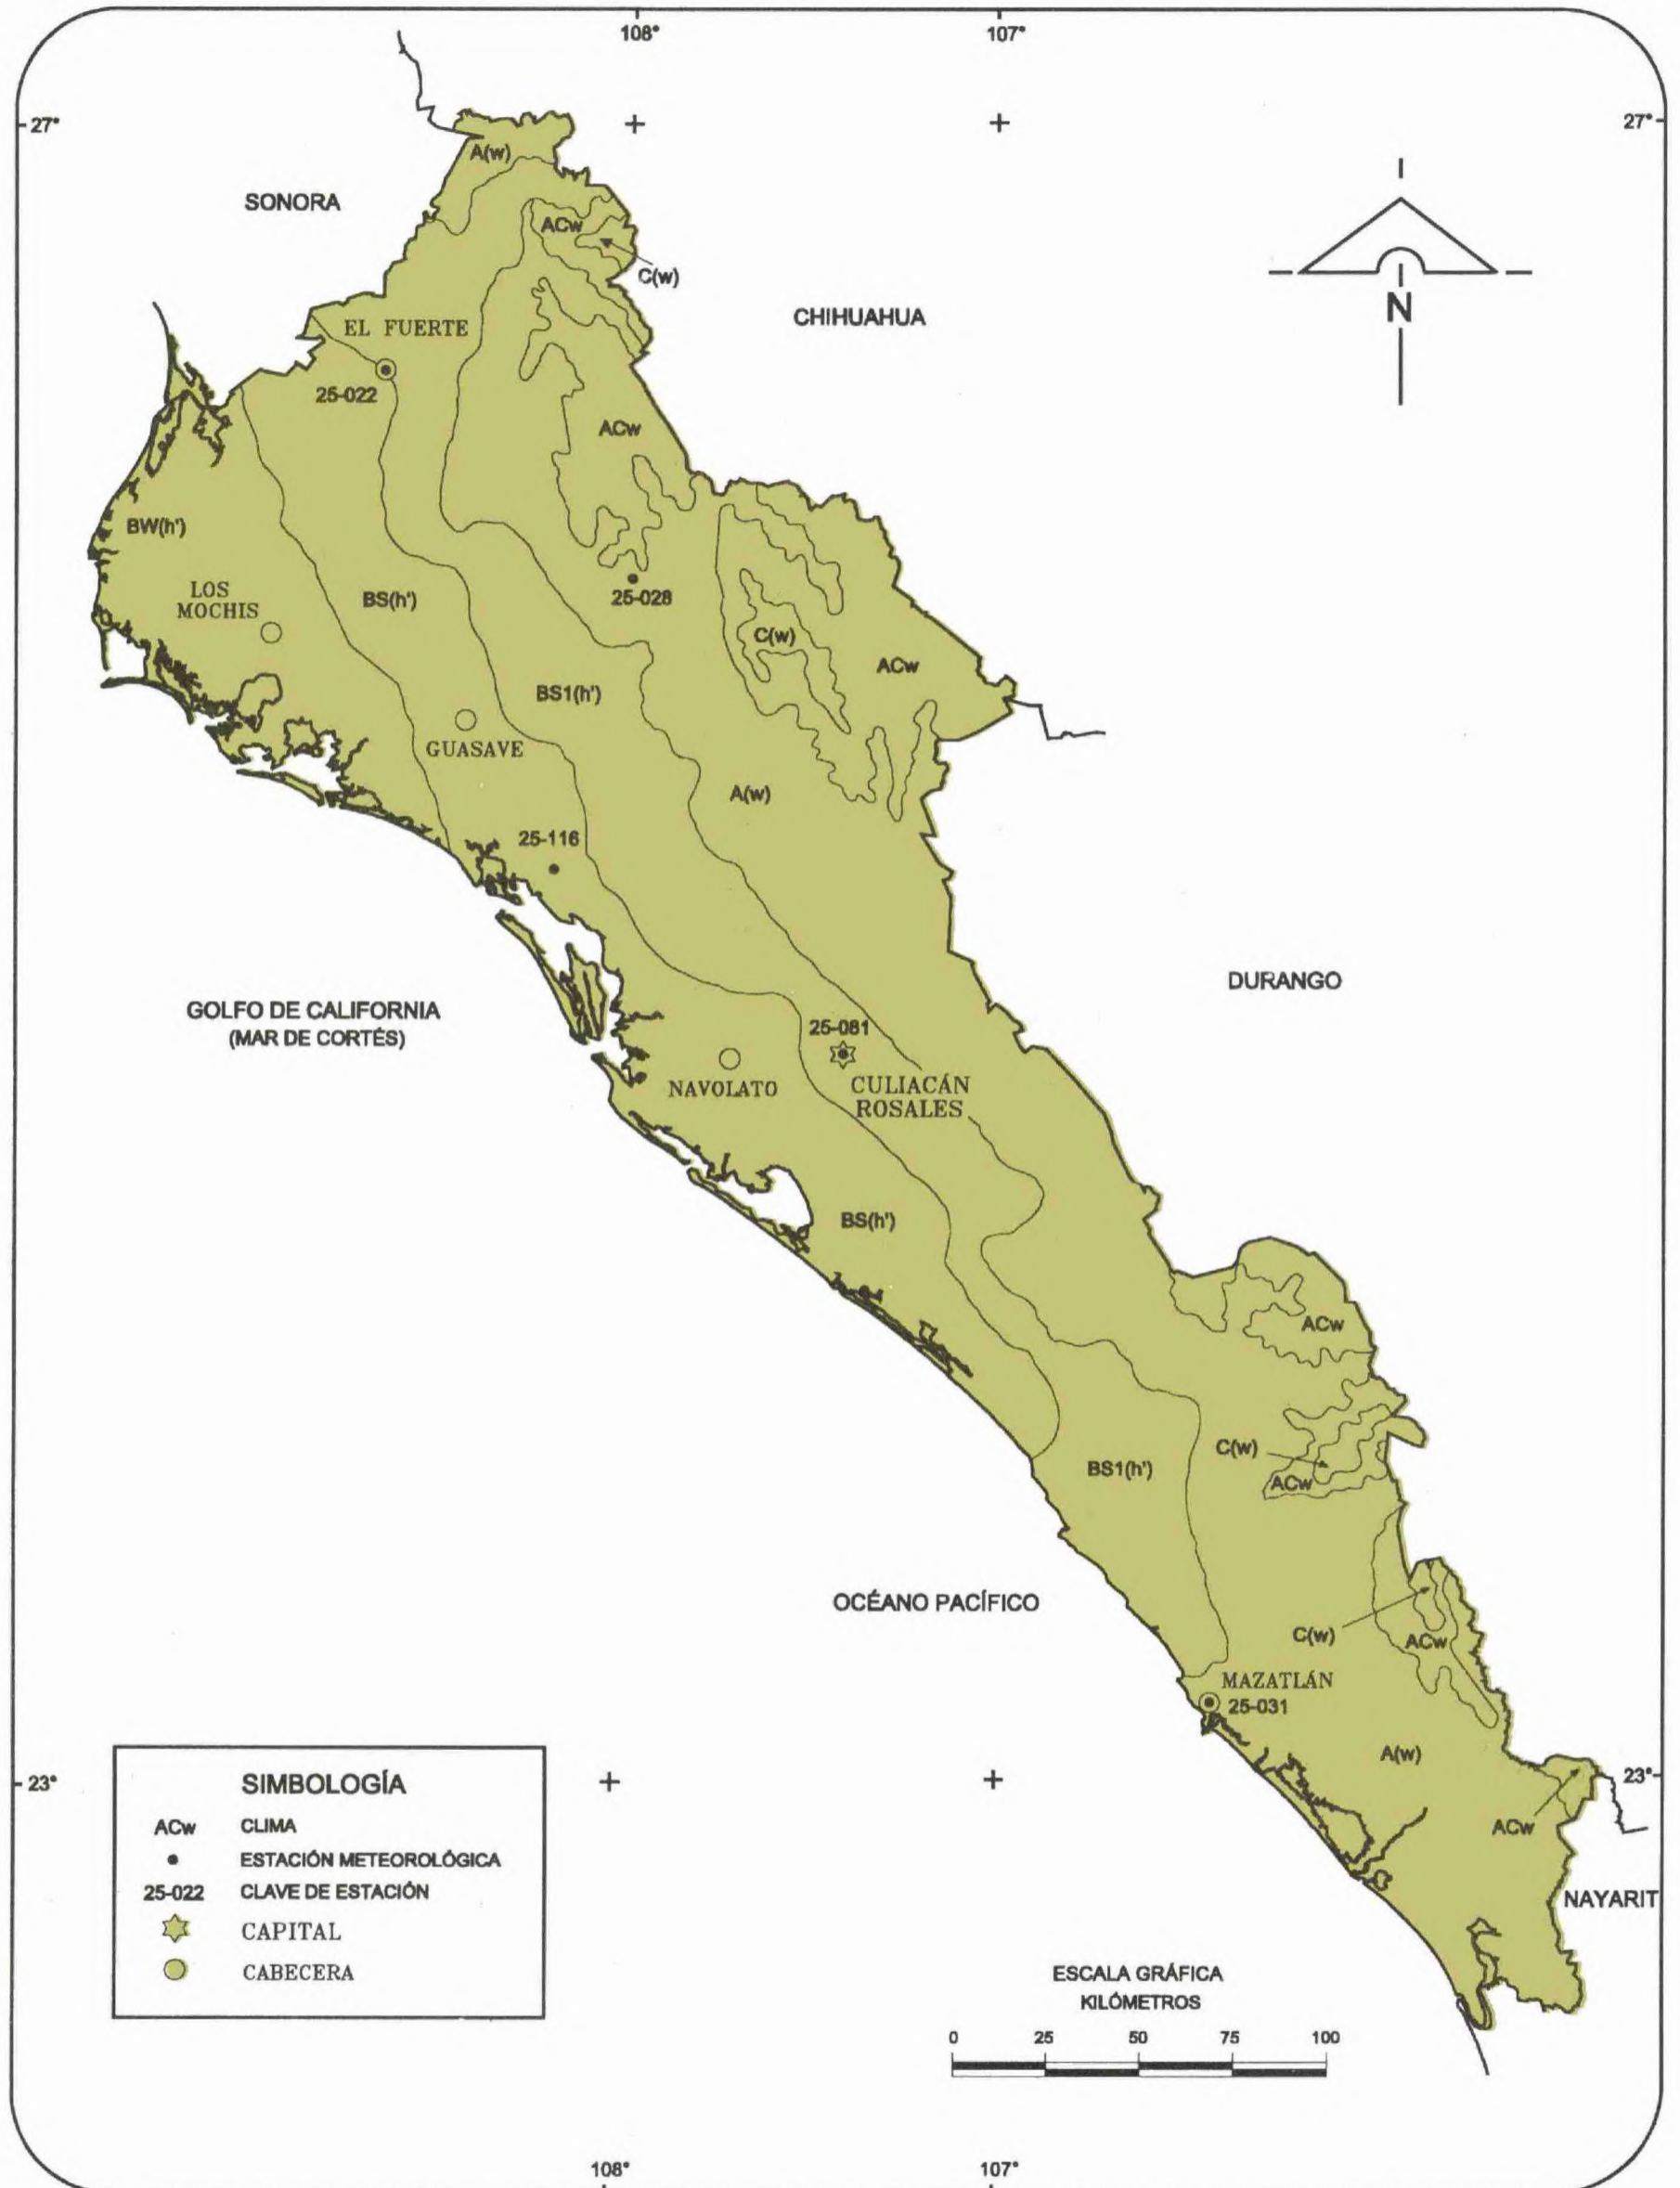 108°
107°
27°
27°
A(w)
SONORA
ACw
C(w)
CHIHUAHUA
N
EL FUERTE
25-022
ACw
BW(h')
LOS
MOCHIS
BS(h')
25-028
C(w)
ACw
BS1(h')
GUASAVE
A(w)
25-116
DURANGO
GOLFO DE CALIFORNIA
(MAR DE CORTÉS)
25-081
NAVOLATO
CULIACÁN
ROSALES
BS(h')
ACw
C(w)
BS1(h')
ACw
OCÉANO PACÍFICO
C(w)
ACw
MAZATLÁN
25-031
A(w)
23°
23°
ACw
NAYARIT
SIMBOLOGÍA
ACw CLIMA
ESTACIÓN METEOROLÓGICA
25-022 CLAVE DE ESTACIÓN
CAPITAL
CABECERA
ESCALA GRÁFICA
KILÓMETROS
0 25 50 75 100
108°
107°